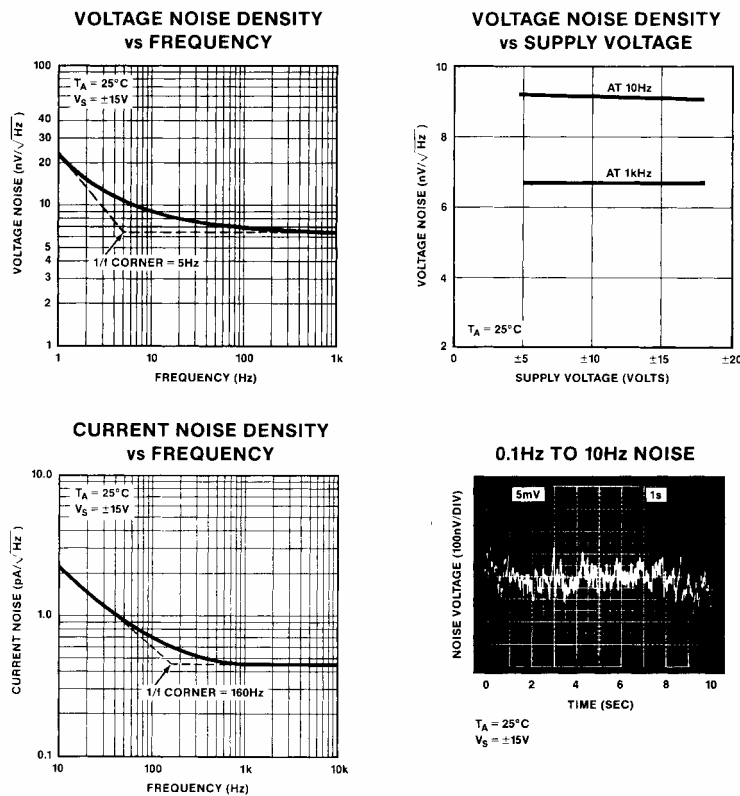 VOLTAGE NOISE DENSITY
vs FREQUENCY
100
40
30
20
10
5
4
3
2
1
VOLTAGE NOISE (nV/√Hz)
TA = 25°C
VS = ±15V
1/f CORNER = 5Hz
1
10
100
1k
FREQUENCY (Hz)
VOLTAGE NOISE DENSITY
vs SUPPLY VOLTAGE
10
8
6
4
2
VOLTAGE NOISE (nV/√Hz)
AT 10Hz
AT 1kHz
TA = 25°C
0
±5
±10
±15
±20
SUPPLY VOLTAGE (VOLTS)
CURRENT NOISE DENSITY
vs FREQUENCY
10.0
1.0
0.1
CURRENT NOISE (pA/√Hz)
TA = 25°C
VS = ±15V
1/f CORNER = 160Hz
10
100
1k
10k
FREQUENCY (Hz)
0.1Hz TO 10Hz NOISE
NOISE VOLTAGE (100nV/DIV)
5mV
1s
0
2
4
6
8
10
TIME (SEC)
TA = 25°C
VS = ±15V